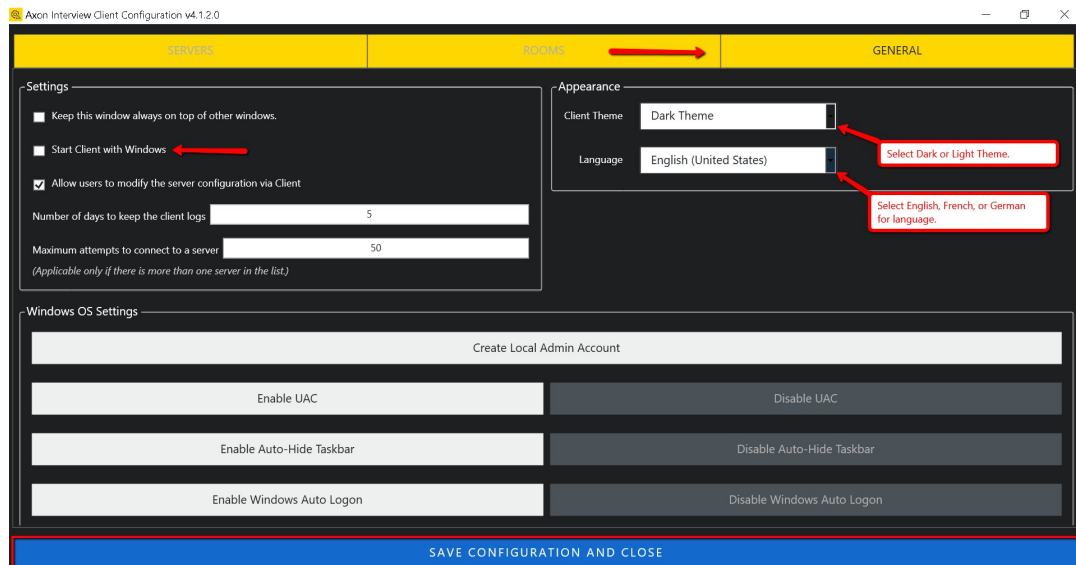 Axon Interview Client Configuration v4.1.2.0
SERVERS
ROOMS
GENERAL
Settings
Keep this window always on top of other windows.
Start Client with Windows
Allow users to modify the server configuration via Client
Number of days to keep the client logs 5
Maximum attempts to connect to a server 50
(Applicable only if there is more than one server in the list.)
Appearance
Client Theme Dark Theme
Select Dark or Light Theme.
Language English (United States)
Select English, French, or German
for language.
Windows OS Settings
Create Local Admin Account
Enable UAC
Disable UAC
Enable Auto-Hide Taskbar
Disable Auto-Hide Taskbar
Enable Windows Auto Logon
Disable Windows Auto Logon
SAVE CONFIGURATION AND CLOSE